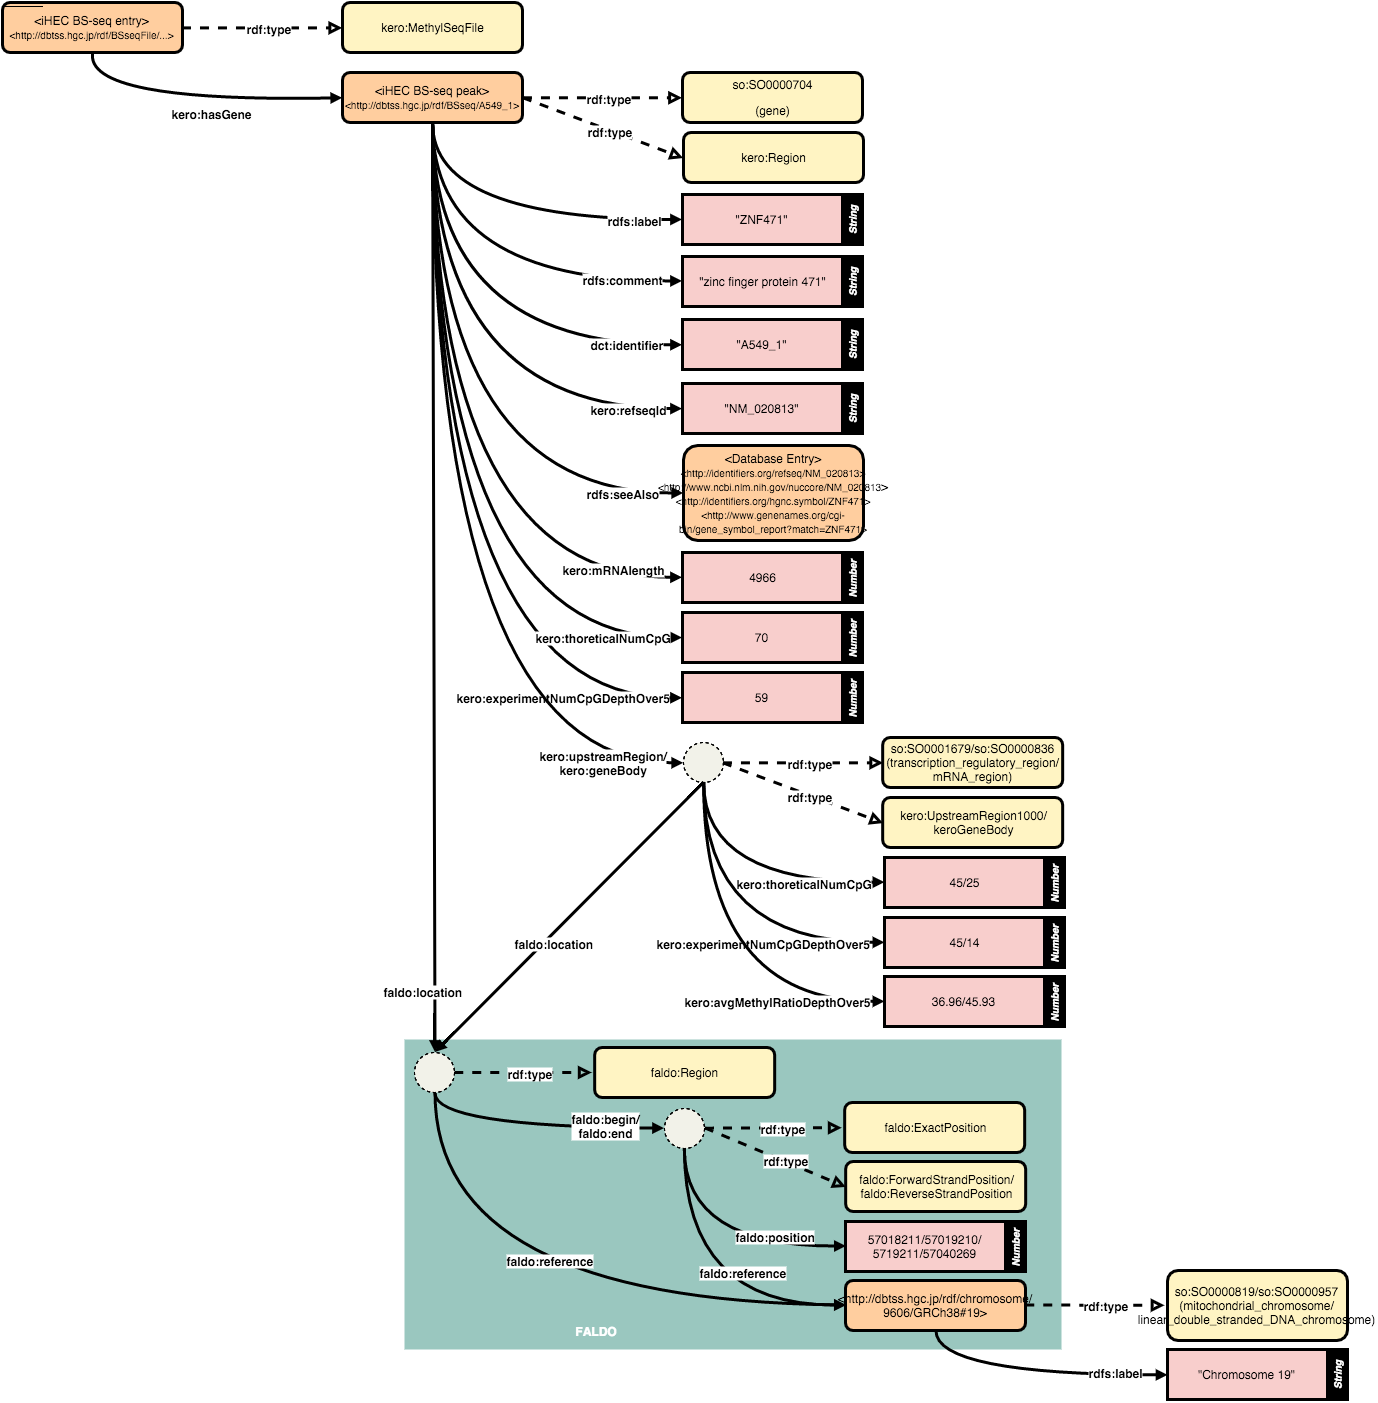 <iHEC BS-seq entry>
<http://dbtss.hgc.jp/rdf/BSseqFile/...>
rdf:type
kero:MethylSeqFile
kero:hasGene
<iHEC BS-seq peak>
<http://dbtss.hgc.jp/rdf/BSseq/A549_1>
rdf:type
so:SO0000704
(gene)
rdf:type
kero:Region
rdfs:label
"ZNF471"
String
rdfs:comment
"zinc finger protein 471"
String
dct:identifier
"A549_1"
String
kero:refseqId
"NM_020813"
String
rdfs:seeAlso
<Database Entry>
<http://identifiers.org/refseq/NM_020813>
<http://www.ncbi.nlm.nih.gov/nuccore/NM_020813>
<http://identifiers.org/hgnc.symbol/ZNF471>
<http://www.genenames.org/cgi-
bin/gene_symbol_report?match=ZNF471>
kero:mRNAlength
4966
Number
kero:thoreticalNumCpG
70
Number
kero:experimentNumCpGDepthOver5
59
Number
kero:upstreamRegion/
kero:geneBody
rdf:type
so:SO0001679/so:SO0000836
(transcription_regulatory_region/
mRNA_region)
rdf:type
kero:UpstreamRegion1000/
keroGeneBody
kero:thoreticalNumCpG
45/25
Number
kero:experimentNumCpGDepthOver5
45/14
Number
kero:avgMethylRatioDepthOver5
36.96/45.93
Number
faldo:location
faldo:location
rdf:type
faldo:Region
faldo:begin/
faldo:end
rdf:type
faldo:ExactPosition
rdf:type
faldo:ForwardStrandPosition/
faldo:ReverseStrandPosition
faldo:position
57018211/57019210/
5719211/57040269
Number
faldo:reference
faldo:reference
<http://dbtss.hgc.jp/rdf/chromosome/
9606/GRCh38#19>
FALDO
rdf:type
so:SO0000819/so:SO0000957
(mitochondrial_chromosome/
linear_double_stranded_DNA_chromosome)
rdfs:label
"Chromosome 19"
String